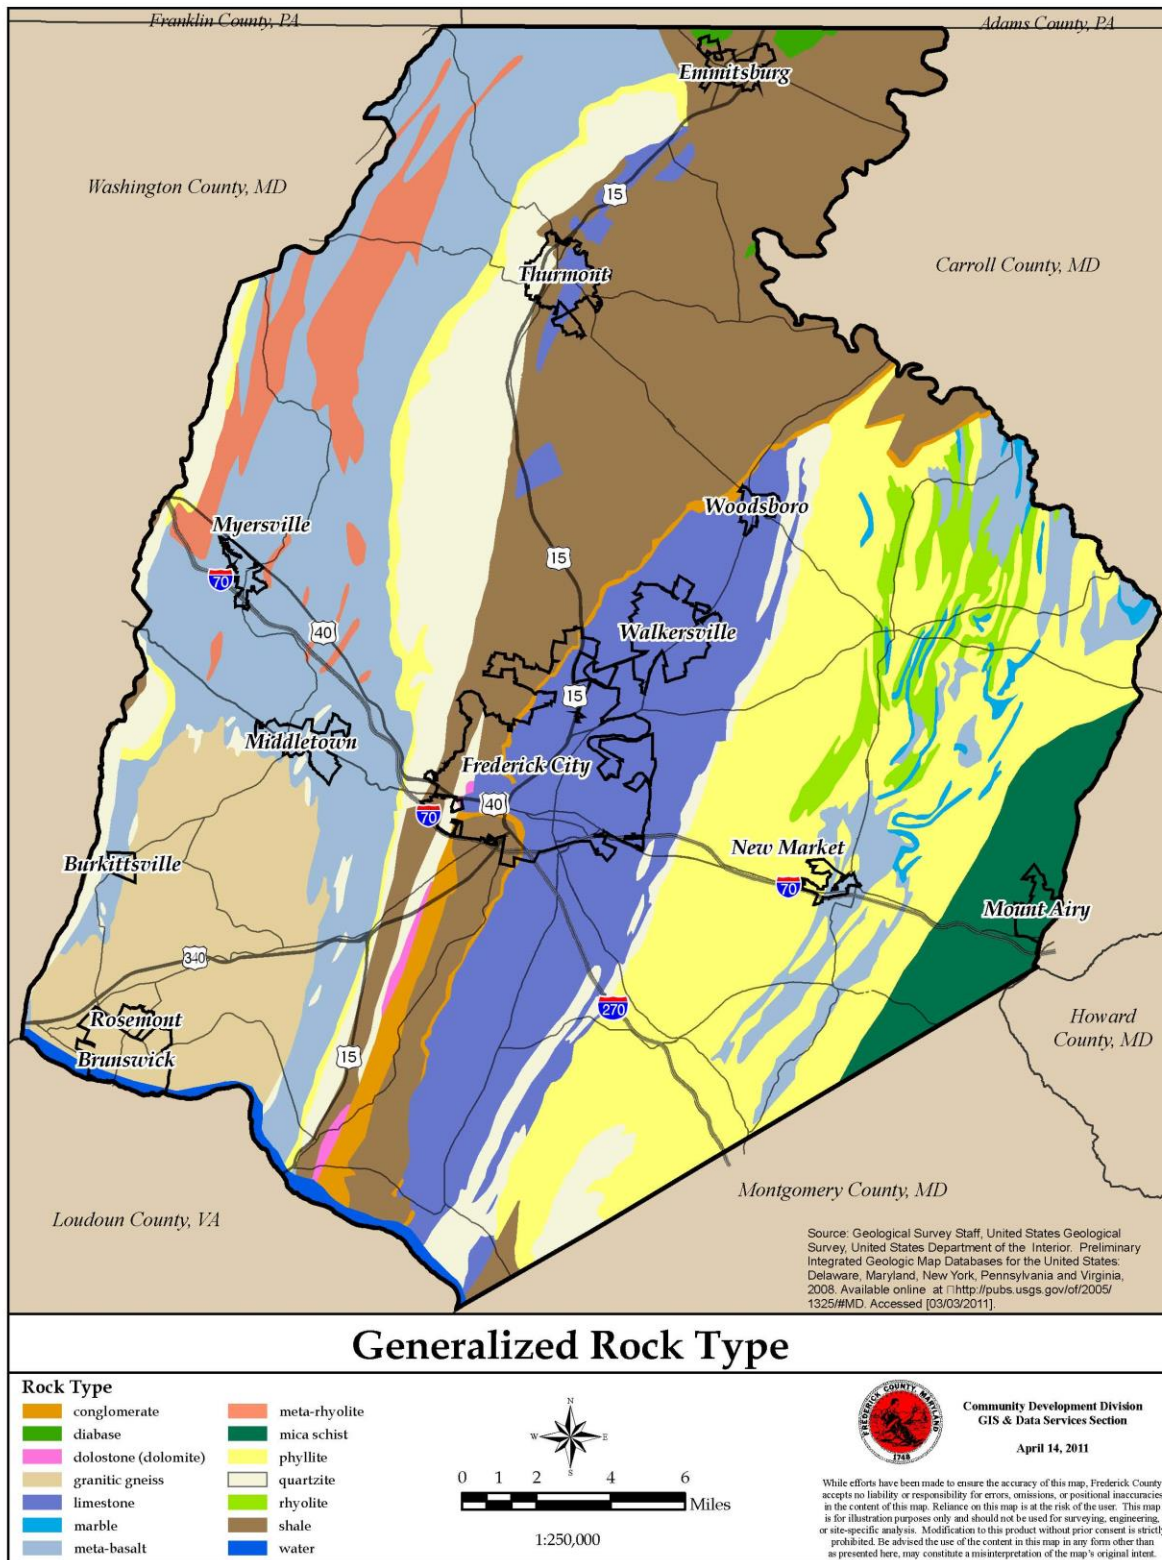 Franklin County, PA
Adams County, PA
Emmitsburg
Washington County, MD
15
Carroll County, MD
Thurmont
Woodsboro
Myersville
15
70
40
Walkersville
15
Middletown
Frederick City
40
70
New Market
Burkittsville
70
Mount Airy
340
270
Rosemont
Howard
County, MD
15
Brunswick
Montgomery County, MD
Loudoun County, VA
Source: Geological Survey Staff, United States Geological
Survey, United States Department of the Interior. Preliminary
Integrated Geologic Map Databases for the United States:
Delaware, Maryland, New York, Pennsylvania and Virginia,
2008. Available online at □http://pubs.usgs.gov/of/2005/
1325/#MD. Accessed [03/03/2011].
Generalized Rock Type
Rock Type
conglomerate
diabase
dolostone (dolomite)
granitic gneiss
limestone
marble
meta-basalt
meta-rhyolite
mica schist
phyllite
quartzite
rhyolite
shale
water
N
W
E
S
0 1 2 4 6
Miles
1:250,000
FREDERICK COUNTY, MARYLAND
1748
Community Development Division
GIS & Data Services Section
April 14, 2011
While efforts have been made to ensure the accuracy of this map, Frederick County
accepts no liability or responsibility for errors, omissions, or positional inaccuracies
in the content of this map. Reliance on this map is at the risk of the user. This map
is for illustration purposes only and should not be used for surveying, engineering,
or site-specific analysis. Modification to this product without prior consent is strictly
prohibited. Be advised the use of the content in this map in any form other than
as presented here, may constitute a misinterpretation of the map's original intent.